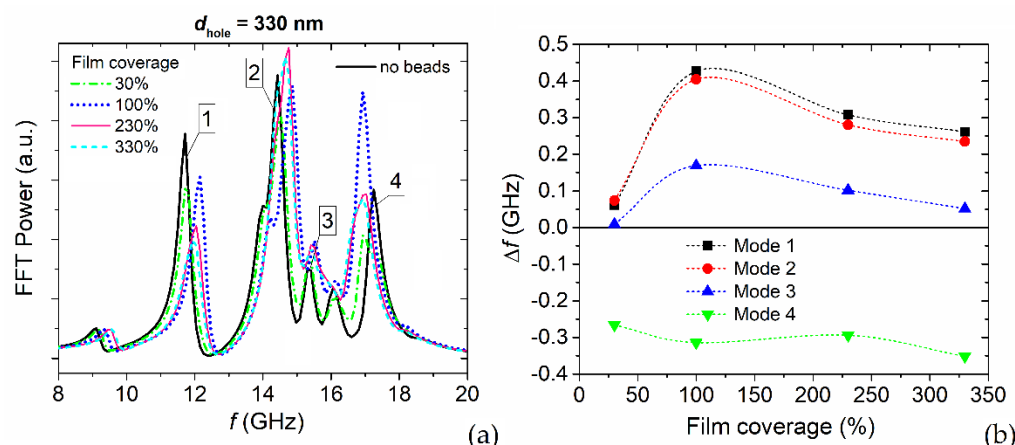 d_hole = 330 nm
Film coverage
30%
100%
230%
330%
no beads
1
2
3
4
FFT Power (a.u.)
8 10 12 14 16 18 20
f (GHz)
(a)
0.5
0.4
0.3
0.2
0.1
0.0
-0.1
-0.2
-0.3
-0.4
Δf (GHz)
Mode 1
Mode 2
Mode 3
Mode 4
0 50 100 150 200 250 300 350
Film coverage (%)
(b)